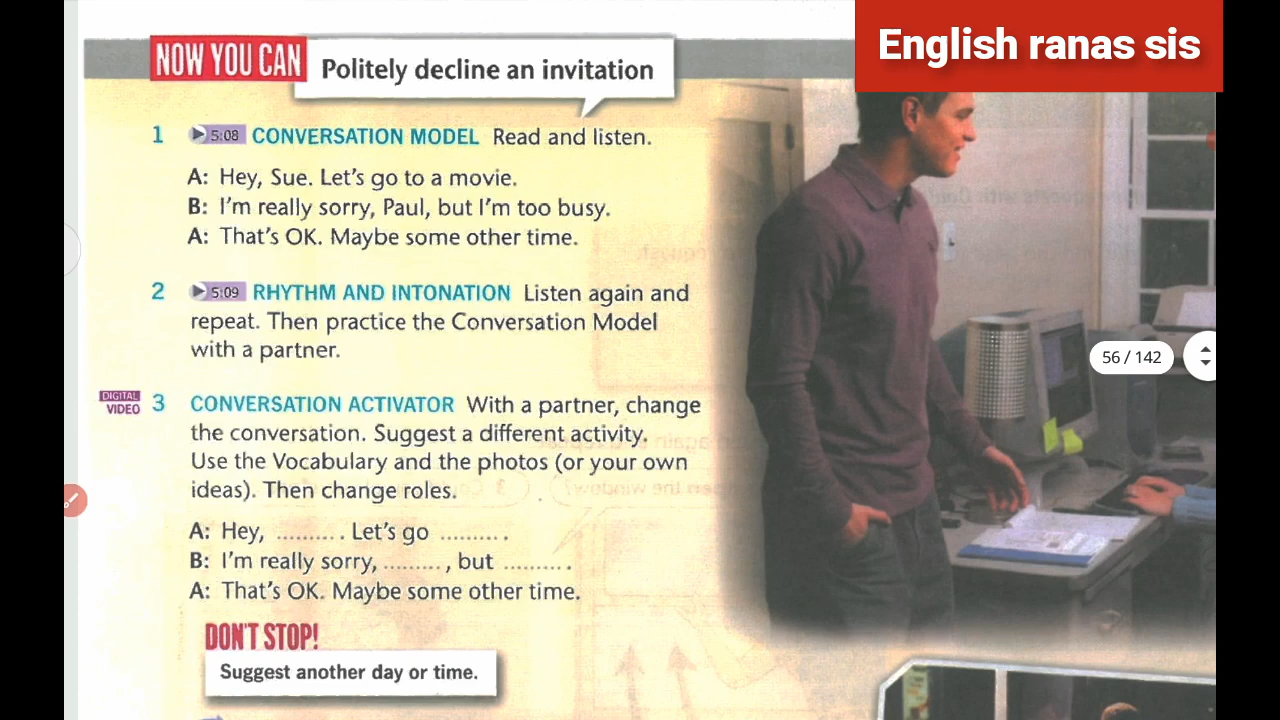 English ranas sis
NOW YOU CAN Politely decline an invitation
1 5:08 CONVERSATION MODEL Read and listen.
A: Hey, Sue. Let's go to a movie.
B: I'm really sorry, Paul, but I'm too busy.
A: That's OK. Maybe some other time.
2 5:09 RHYTHM AND INTONATION Listen again and
repeat. Then practice the Conversation Model
with a partner.
56 / 142
DIGITAL
VIDEO
3 CONVERSATION ACTIVATOR With a partner, change
the conversation. Suggest a different activity.
Use the Vocabulary and the photos (or your own
ideas). Then change roles.
A: Hey, .......... . Let's go .......... .
B: I'm really sorry, ......... , but .......... .
A: That's OK. Maybe some other time.
DON'T STOP!
Suggest another day or time.